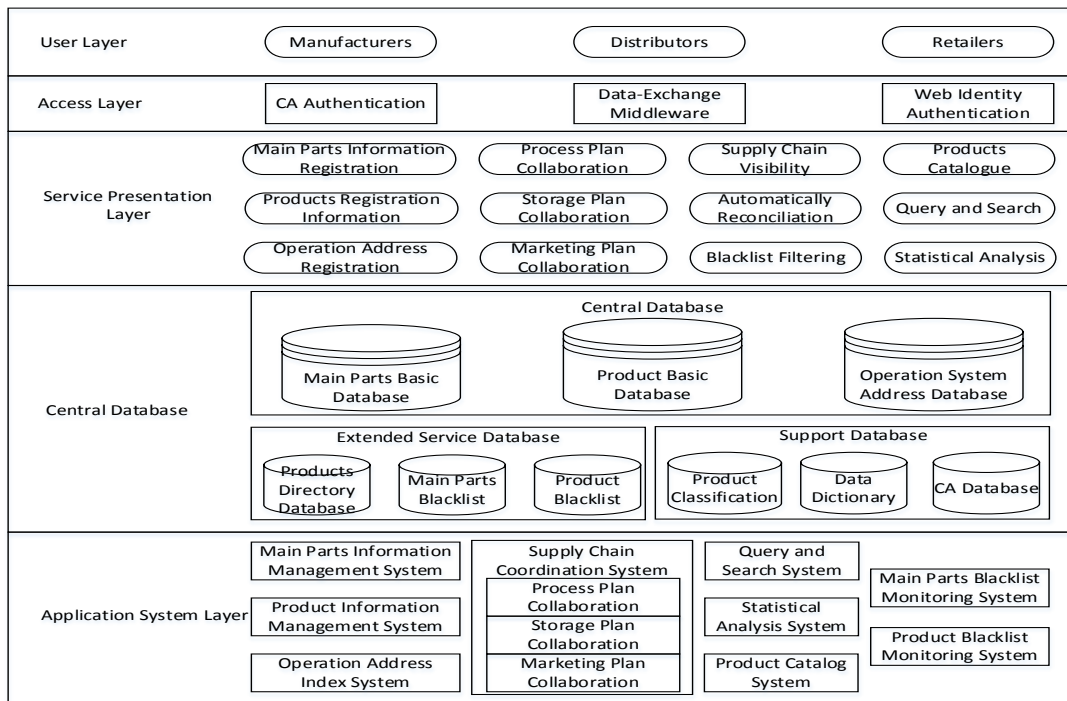 User Layer
Manufacturers
Distributors
Retailers
Access Layer
CA Authentication
Data-Exchange
Middleware
Web Identity
Authentication
Service Presentation
Layer
Main Parts Information
Registration
Process Plan
Collaboration
Supply Chain
Visibility
Products
Catalogue
Products Registration
Information
Storage Plan
Collaboration
Automatically
Reconciliation
Query and Search
Operation Address
Registration
Marketing Plan
Collaboration
Blacklist Filtering
Statistical Analysis
Central Database
Central Database
Main Parts Basic
Database
Product Basic
Database
Operation System
Address Database
Extended Service Database
Products
Directory
Database
Main Parts
Blacklist
Product
Blacklist
Support Database
Product
Classification
Data
Dictionary
CA Database
Application System Layer
Main Parts Information
Management System
Product Information
Management System
Operation Address
Index System
Supply Chain
Coordination System
Process Plan
Collaboration
Storage Plan
Collaboration
Marketing Plan
Collaboration
Query and
Search System
Statistical
Analysis System
Product Catalog
System
Main Parts Blacklist
Monitoring System
Product Blacklist
Monitoring System